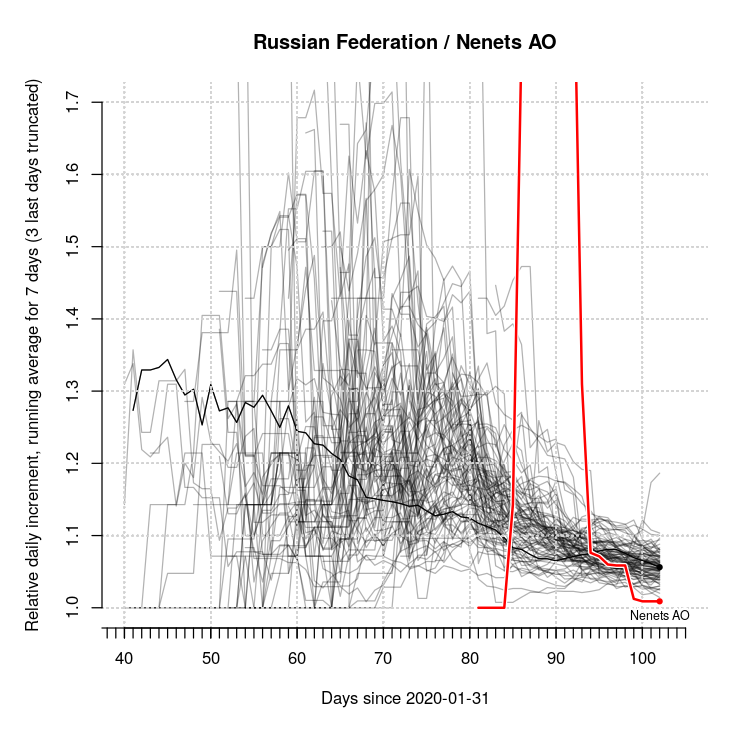 Russian Federation / Nenets AO
Relative daily increment, running average for 7 days (3 last days truncated)
1.7
1.6
1.5
1.4
1.3
1.2
1.1
1.0
Nenets AO
40 50 60 70 80 90 100
Days since 2020-01-31